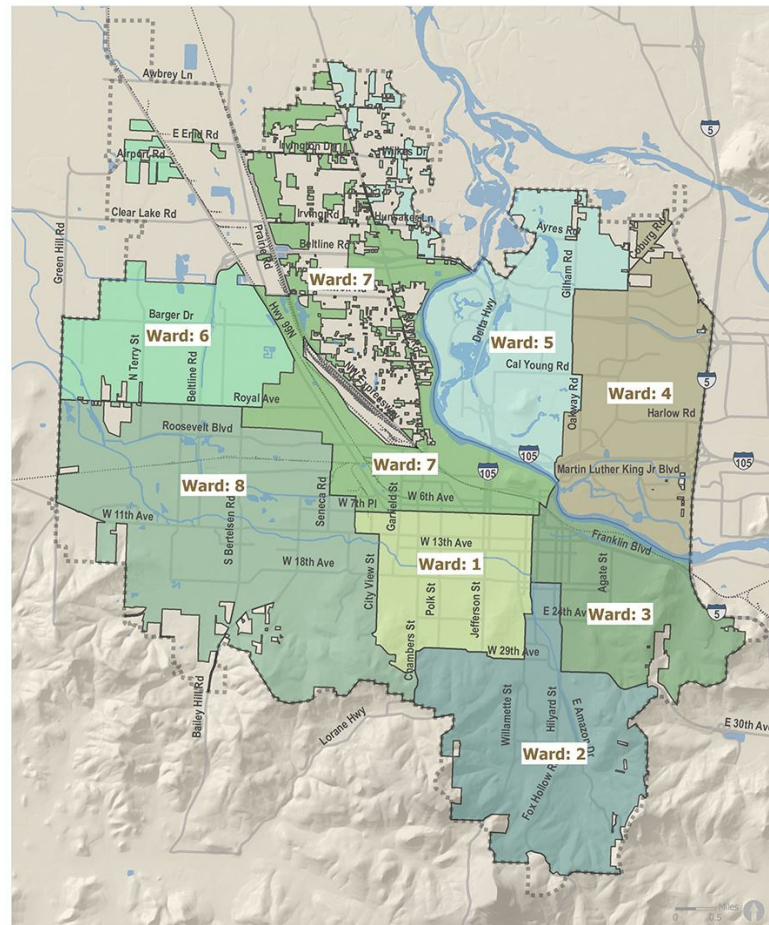 Awbrey Ln
5
E Enid Rd
Airport Rd
Irvington Dr
Wilkes Dr
Clear Lake Rd
Irving Rd
Hunsaker Ln
Ayres Rd
Coburg Rd
Green Hill Rd
Prairie Rd
Beltline Rd
Gilham Rd
Ward: 7
Delta Hwy
Barger Dr
Hwy 99N
Ward: 6
Ward: 5
N Terry St
Beltline Rd
NW Expressway
Cal Young Rd
Ward: 4
5
Royal Ave
Oakway Rd
Harlow Rd
Roosevelt Blvd
105
105
Ward: 7
105
Martin Luther King Jr Blvd
Ward: 8
Seneca Rd
Garfield St
W 6th Ave
W 7th Pl
W 11th Ave
S Bertelsen Rd
Franklin Blvd
W 13th Ave
W 18th Ave
Ward: 1
City View St
Polk St
Jefferson St
Agate St
E 24th Ave
Ward: 3
5
Chambers St
W 29th Ave
Bailey Hill Rd
Lorane Hwy
Willamette St
Hilyard St
E Amazon Dr
E 30th Ave
Ward: 2
Fox Hollow Rd
Miles
0 0.5